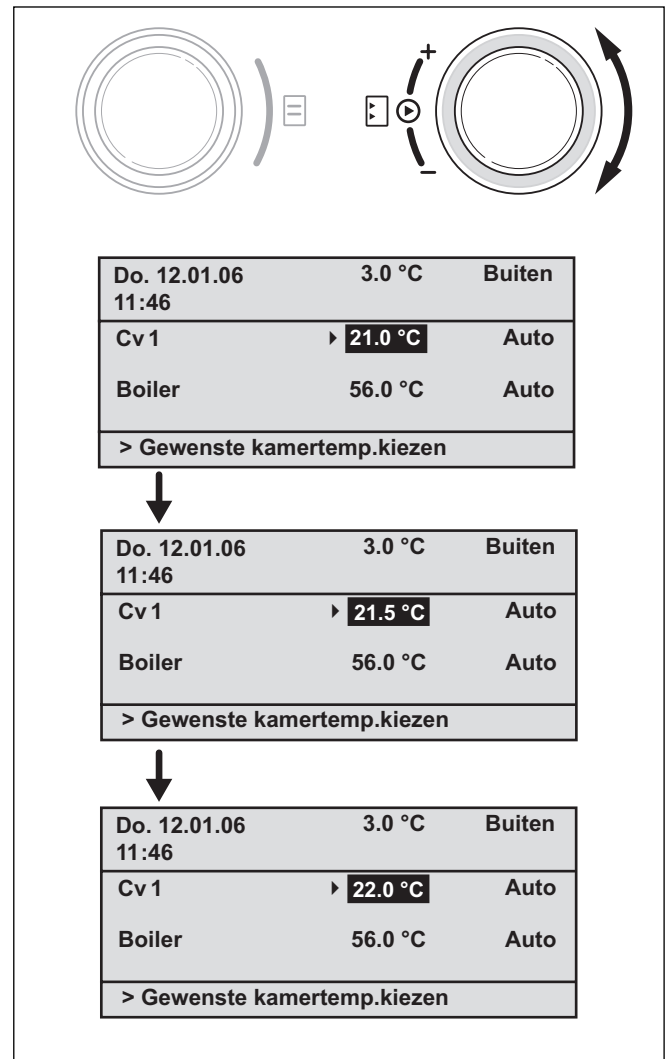 +
−
Do. 12.01.06 3.0 °C Buiten
11:46
Cv 1 21.0 °C Auto
Boiler 56.0 °C Auto
> Gewenste kamertemp.kiezen
Do. 12.01.06 3.0 °C Buiten
11:46
Cv 1 21.5 °C Auto
Boiler 56.0 °C Auto
> Gewenste kamertemp.kiezen
Do. 12.01.06 3.0 °C Buiten
11:46
Cv 1 22.0 °C Auto
Boiler 56.0 °C Auto
> Gewenste kamertemp.kiezen